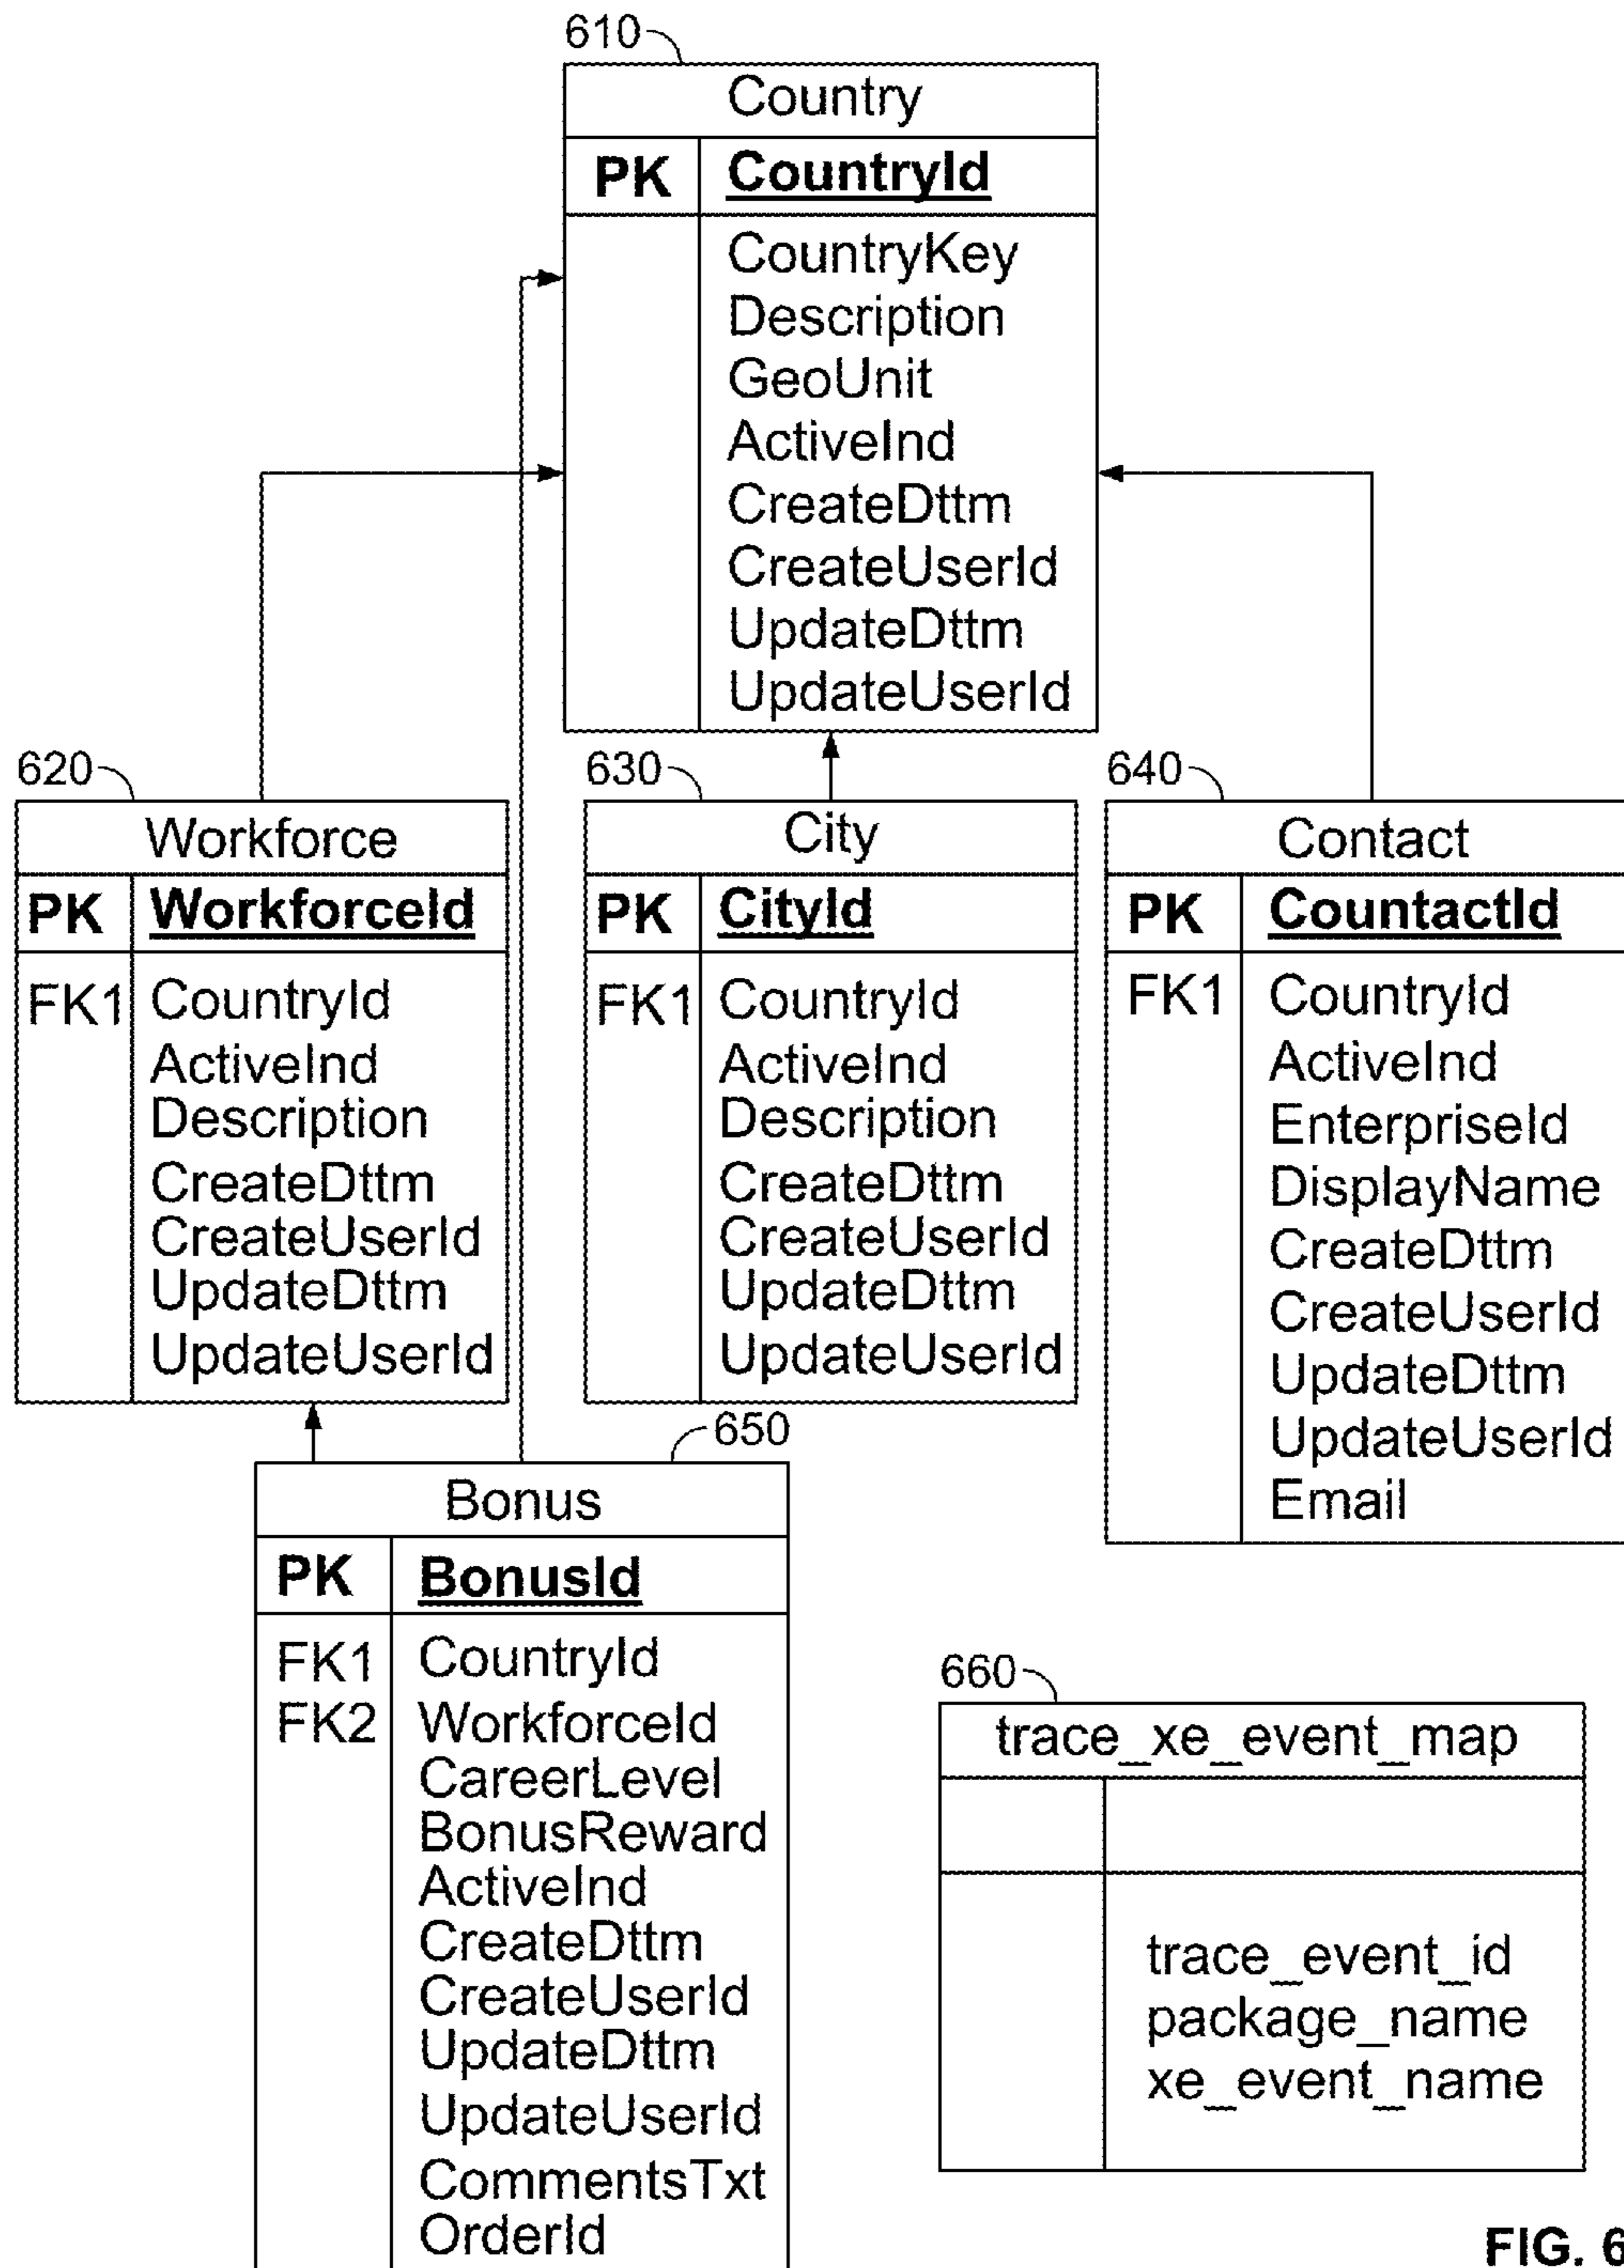 610
Country
PK CountryId
CountryKey
Description
GeoUnit
ActiveInd
CreateDttm
CreateUserId
UpdateDttm
UpdateUserId
620
Workforce
PK WorkforceId
FK1 CountryId
ActiveInd
Description
CreateDttm
CreateUserId
UpdateDttm
UpdateUserId
630
City
PK CityId
FK1 CountryId
ActiveInd
Description
CreateDttm
CreateUserId
UpdateDttm
UpdateUserId
640
Contact
PK CountactId
FK1 CountryId
ActiveInd
EnterpriseId
DisplayName
CreateDttm
CreateUserId
UpdateDttm
UpdateUserId
Email
650
Bonus
PK BonusId
FK1 CountryId
FK2 WorkforceId
CareerLevel
BonusReward
ActiveInd
CreateDttm
CreateUserId
UpdateDttm
UpdateUserId
CommentsTxt
OrderId
660
trace_xe_event_map
trace_event_id
package_name
xe_event_name
FIG. 6